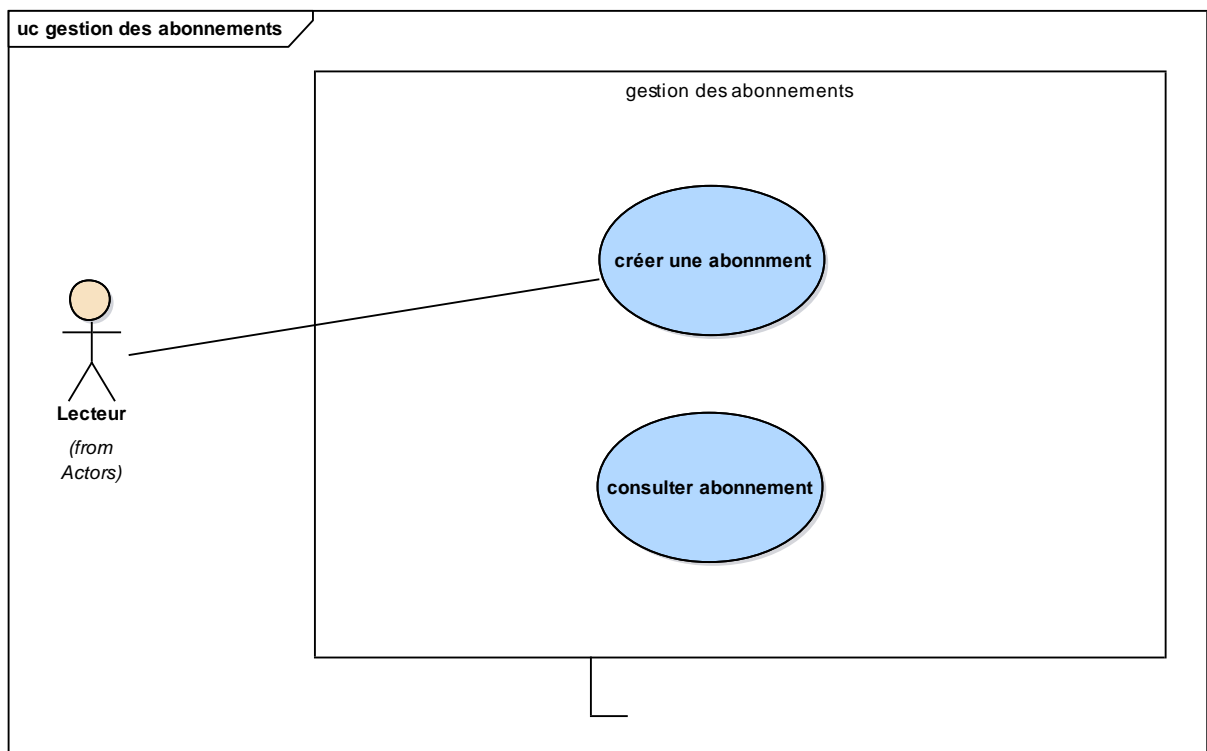 uc gestion des abonnements
gestion des abonnements
créer une abonnment
Lecteur
(from
Actors)
consulter abonnement